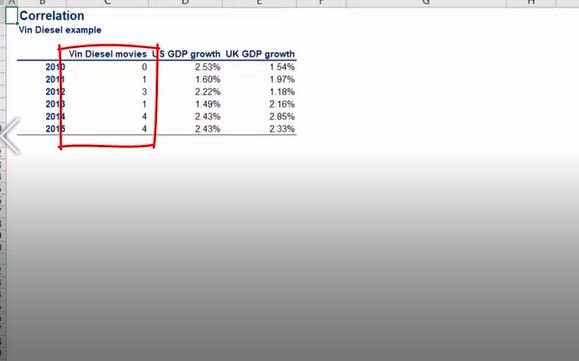 A B C D E F G H
Correlation
Vin Diesel example
Vin Diesel movies US GDP growth UK GDP growth
2010 0 2.53% 1.54%
2011 1 1.60% 1.97%
2012 3 2.22% 1.18%
2013 1 1.49% 2.16%
2014 4 2.43% 2.85%
2015 4 2.43% 2.33%